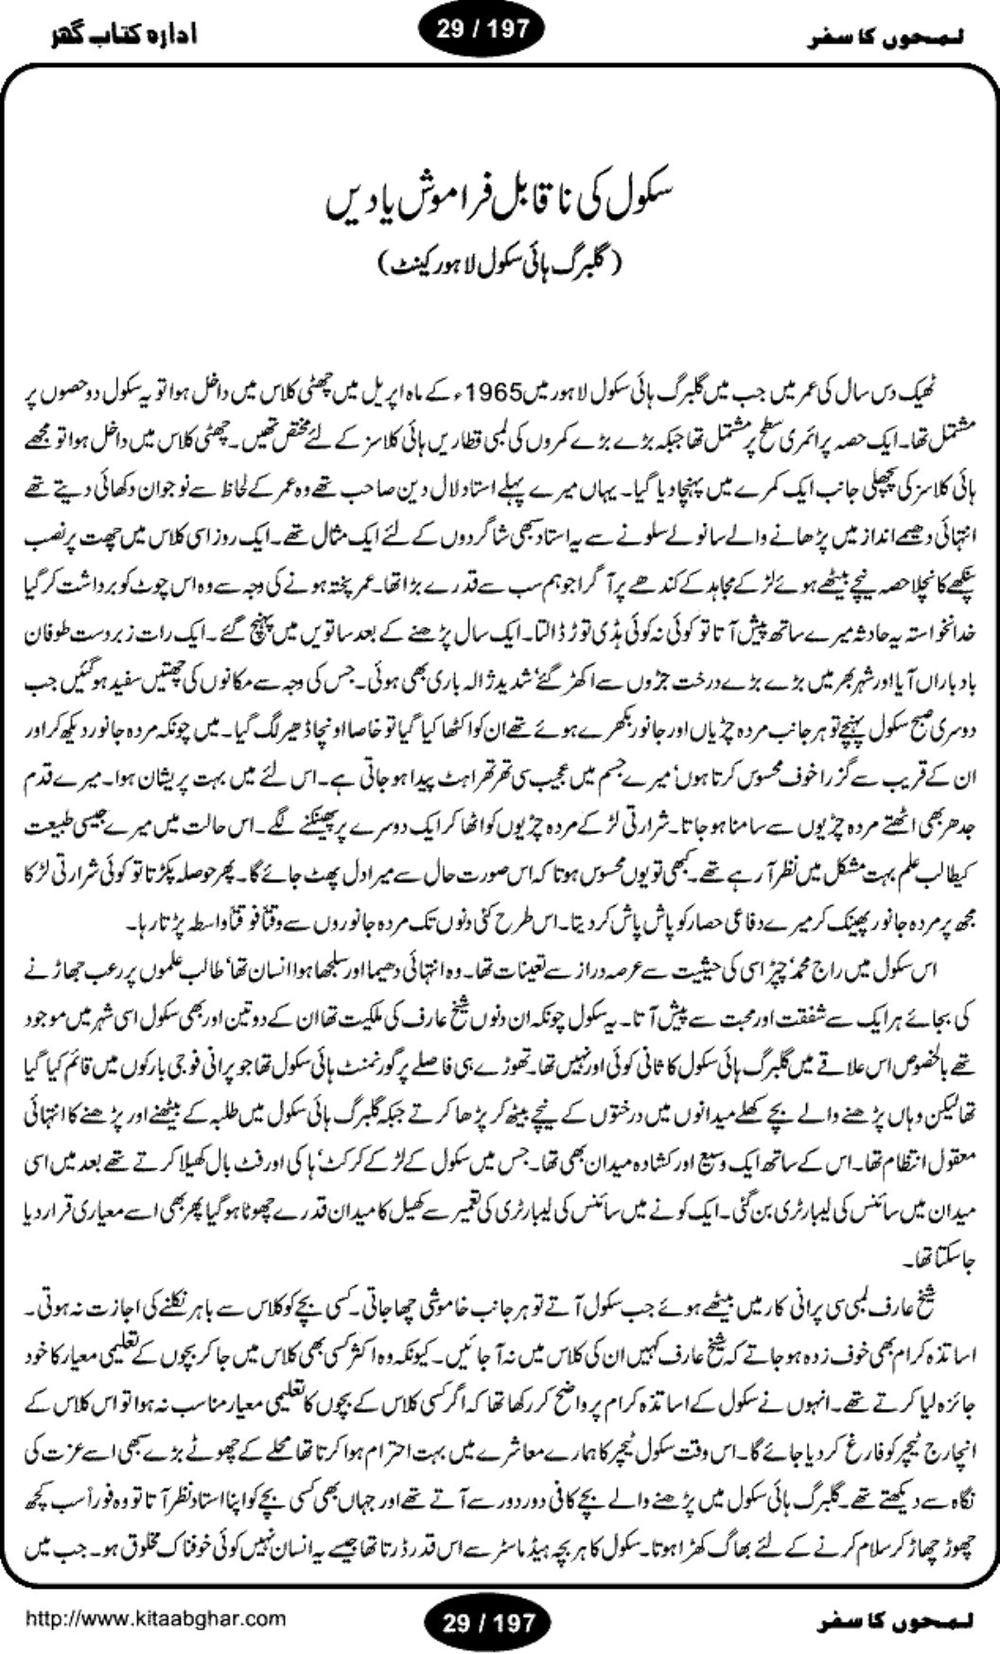 لمحوں کا سفر
29 / 197
ادارہ کتاب گھر
سکول کی ناقابل فراموش یادیں
(گلبرگ ہائی سکول لاہور کینٹ)
ٹھیک دس سال کی عمر میں جب میں گلبرگ ہائی سکول لاہور میں 1965ء کے ماہ اپریل میں چھٹی کلاس میں داخل ہوا تو یہ سکول دو حصوں پر
مشتمل تھا۔ ایک حصہ پرائمری سطح پر مشتمل تھا جبکہ بڑے بڑے کمروں کی لمبی قطاریں ہائی کلاسز کے لئے مختص تھیں۔ چھٹی کلاس میں داخل ہوا تو مجھے
ہائی کلاسز کی پچھلی جانب ایک کمرے میں پہنچا دیا گیا۔ یہاں میرے پہلے استاد لال دین صاحب تھے وہ عمر کے لحاظ سے نوجوان دکھائی دیتے تھے
انتہائی دھیمے انداز میں پڑھانے والے سانولے سلونے سے یہ استاد سبھی شاگردوں کے لئے ایک مثال تھے۔ ایک روز اسی کلاس میں چھت پر نصب
پنکھے کا نچلا حصہ نیچے بیٹھے ہوئے لڑکے مجاہد کے کندھے پر آ گرا جو ہم سب سے قدرے بڑا تھا۔ عمر پختہ ہونے کی وجہ سے وہ اس چوٹ کو برداشت کر گیا
خدانخواستہ یہ حادثہ میرے ساتھ پیش آتا تو کوئی نہ کوئی ہڈی توڑ ڈالتا۔ ایک سال پڑھنے کے بعد ساتویں میں پہنچ گئے۔ ایک رات زبردست طوفان
باد باراں آیا اور شہر بھر میں بڑے بڑے درخت جڑوں سے اکھڑ گئے‘ شدید ژالہ باری بھی ہوئی۔ جس کی وجہ سے مکانوں کی چھتیں سفید ہو گئیں جب
دوسری صبح سکول پہنچے تو ہر جانب مردہ چڑیاں اور جانور بکھرے ہوئے تھے ان کو اکٹھا کیا گیا تو خاصا اونچا ڈھیر لگ گیا۔ میں چونکہ مردہ جانور دیکھ کر اور
ان کے قریب سے گزرا خوف محسوس کرتا ہوں‘ میرے جسم میں عجیب سی تھرتھراہٹ پیدا ہو جاتی ہے۔ اس لئے میں بہت پریشان ہوا۔ میرے قدم
جدھر بھی اٹھتے مردہ چڑیوں سے سامنا ہو جاتا۔ شرارتی لڑکے مردہ چڑیوں کو اٹھا کر ایک دوسرے پر پھینکنے لگے۔ اس حالت میں میرے جیسی طبیعت
کیطالب علم بہت مشکل میں نظر آ رہے تھے۔ کبھی تو یوں محسوس ہوتا کہ اس صورت حال سے میرا دل پھٹ جائے گا۔ پھر حوصلہ پکڑتا تو کوئی شرارتی لڑکا
مجھ پر مردہ جانور پھینک کر میرے دفاعی حصار کو پاش پاش کر دیتا۔ اس طرح کئی دنوں تک مردہ جانوروں سے وقتاً فوقتاً واسطہ پڑتا رہا۔
اس سکول میں راج محمد‘ چپڑاسی کی حیثیت سے عرصہ دراز سے تعینات تھا۔ وہ انتہائی دھیما اور سلجھا ہوا انسان تھا‘ طالب علموں پر رعب جھاڑنے
کی بجائے ہر ایک سے شفقت اور محبت سے پیش آتا۔ یہ سکول چونکہ ان دنوں شیخ عارف کی ملکیت تھا ان کے دو تین اور بھی سکول اسی شہر میں موجود
تھے بالخصوص اس علاقے میں گلبرگ ہائی سکول کا ثانی کوئی اور نہیں تھا۔ تھوڑے ہی فاصلے پر گورنمنٹ ہائی سکول تھا جو پرانی فوجی بارکوں میں قائم کیا گیا
تھا لیکن وہاں پڑھنے والے بچے کھلے میدانوں میں درختوں کے نیچے بیٹھ کر پڑھا کرتے جبکہ گلبرگ ہائی سکول میں طلبہ کے بیٹھنے اور پڑھنے کا انتہائی
معقول انتظام تھا۔ اس کے ساتھ ایک وسیع اور کشادہ میدان بھی تھا۔ جس میں سکول کے لڑکے کرکٹ‘ ہاکی اور فٹ بال کھیلا کرتے تھے بعد میں اسی
میدان میں سائنس کی لیبارٹری بن گئی۔ ایک کونے میں سائنس کی لیبارٹری کی تعمیر سے کھیل کا میدان قدرے چھوٹا ہو گیا پھر بھی اسے معیاری قرار دیا
جا سکتا تھا۔
شیخ عارف لمبی سی پرانی کار میں بیٹھے ہوئے جب سکول آتے تو ہر جانب خاموشی چھا جاتی۔ کسی بچے کو کلاس سے باہر نکلنے کی اجازت نہ ہوتی۔
اساتذہ کرام بھی خوف زدہ ہو جاتے کہ شیخ عارف کہیں ان کی کلاس میں نہ آ جائیں۔ کیونکہ وہ اکثر کسی بھی کلاس میں جا کر بچوں کے تعلیمی معیار کا خود
جائزہ لیا کرتے تھے۔ انہوں نے سکول کے اساتذہ کرام پر واضح کر رکھا تھا کہ اگر کسی کلاس کے بچوں کا تعلیمی معیار مناسب نہ ہوا تو اس کلاس کے
انچارج ٹیچر کو فارغ کر دیا جائے گا۔ اس وقت سکول ٹیچر کا ہمارے معاشرے میں بہت احترام ہوا کرتا تھا محلے کے چھوٹے بڑے سبھی اسے عزت کی
نگاہ سے دیکھتے تھے۔ گلبرگ ہائی سکول میں پڑھنے والے بچے کافی دور دور سے آتے تھے اور جہاں بھی کسی بچے کو اپنا استاد نظر آتا تو وہ فوراً سب کچھ
چھوڑ چھاڑ کر سلام کرنے کے لئے بھاگ کھڑا ہوتا۔ سکول کا ہر بچہ ہیڈ ماسٹر سے اس قدر ڈرتا تھا جیسے یہ انسان نہیں کوئی خوفناک مخلوق ہو۔ جب میں
لمحوں کا سفر
29 / 197
http://www.kitaabghar.com